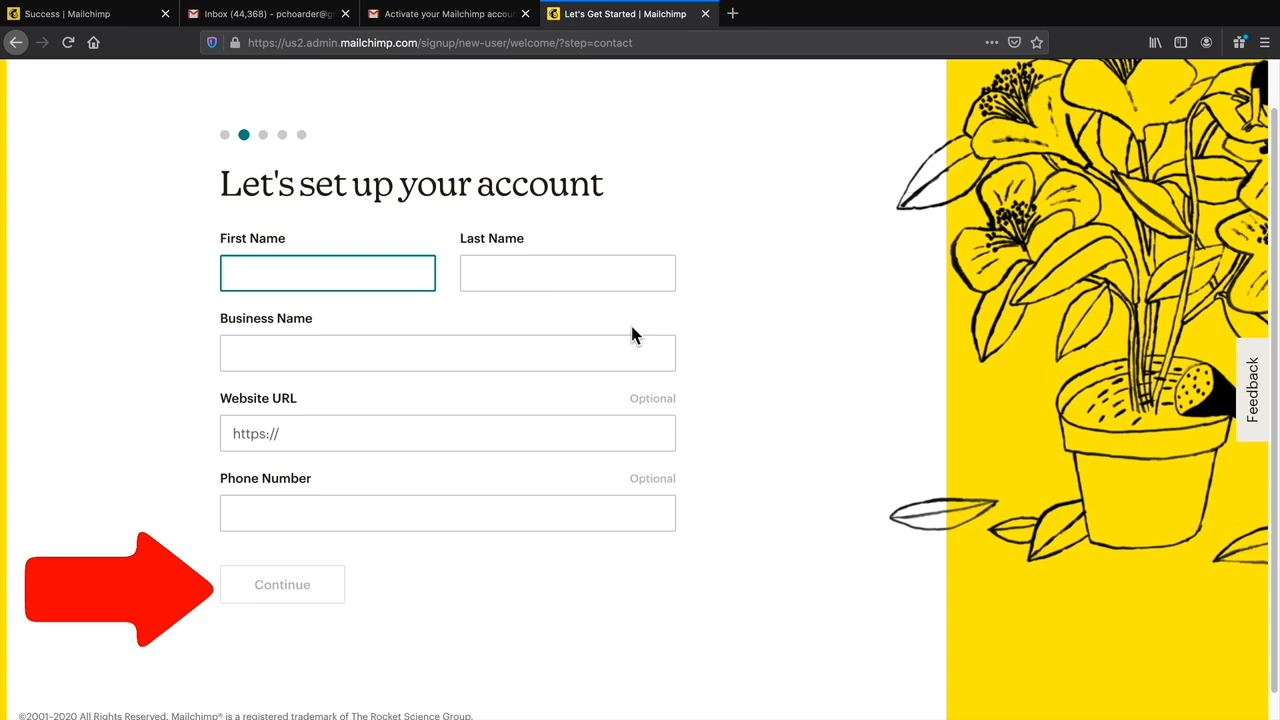 Success | Mailchimp
Inbox (44,368) - pchoarder@g
Activate your Mailchimp accou
Let's Get Started | Mailchimp
https://us2.admin.mailchimp.com/signup/new-user/welcome/?step=contact
Let's set up your account
First Name Last Name
Business Name
Website URL Optional
https://
Phone Number Optional
Continue
Feedback
©2001–2020 All Rights Reserved. Mailchimp® is a registered trademark of The Rocket Science Group.